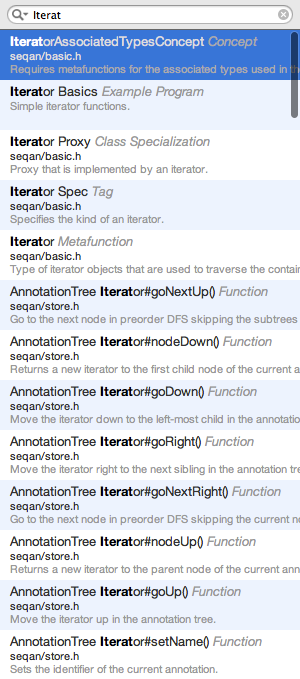 Iterat
IteratorAssociatedTypesConcept Concept
seqan/basic.h
Requires metafunctions for the associated types used in th
Iterator Basics Example Program
Simple iterator functions.
Iterator Proxy Class Specialization
seqan/basic.h
Proxy that is implemented by an iterator.
Iterator Spec Tag
seqan/basic.h
Specifies the kind of an iterator.
Iterator Metafunction
seqan/basic.h
Type of iterator objects that are used to traverse the contain
AnnotationTree Iterator#goNextUp() Function
seqan/store.h
Go to the next node in preorder DFS skipping the subtrees
AnnotationTree Iterator#nodeDown() Function
seqan/store.h
Returns a new iterator to the first child node of the current a
AnnotationTree Iterator#goDown() Function
seqan/store.h
Move the iterator down to the left-most child in the annotatio
AnnotationTree Iterator#goRight() Function
seqan/store.h
Move the iterator right to the next sibling in the annotation tre
AnnotationTree Iterator#goNextRight() Function
seqan/store.h
Go to the next node in preorder DFS skipping the current no
AnnotationTree Iterator#nodeUp() Function
seqan/store.h
Returns a new iterator to the parent node of the current ann
AnnotationTree Iterator#goUp() Function
seqan/store.h
Move the iterator up in the annotation tree.
AnnotationTree Iterator#setName() Function
seqan/store.h
Sets the identifier of the current annotation.